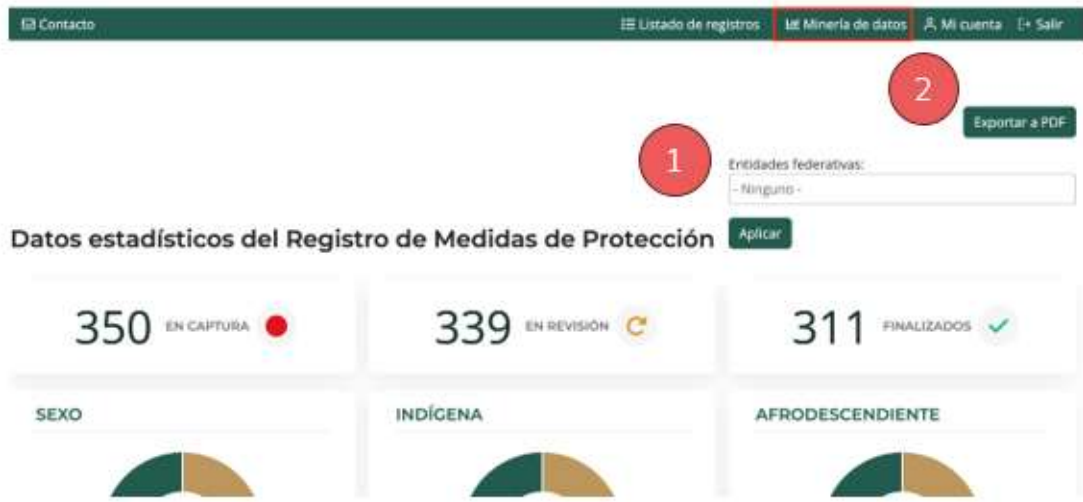 Contacto
Listado de registros Minería de datos Mi cuenta Salir
2
Exportar a PDF
1
Entidades federativas:
- Ninguno -
Datos estadísticos del Registro de Medidas de Protección
Aplicar
350 EN CAPTURA
339 EN REVISIÓN
311 FINALIZADOS
SEXO
INDÍGENA
AFRODESCENDIENTE